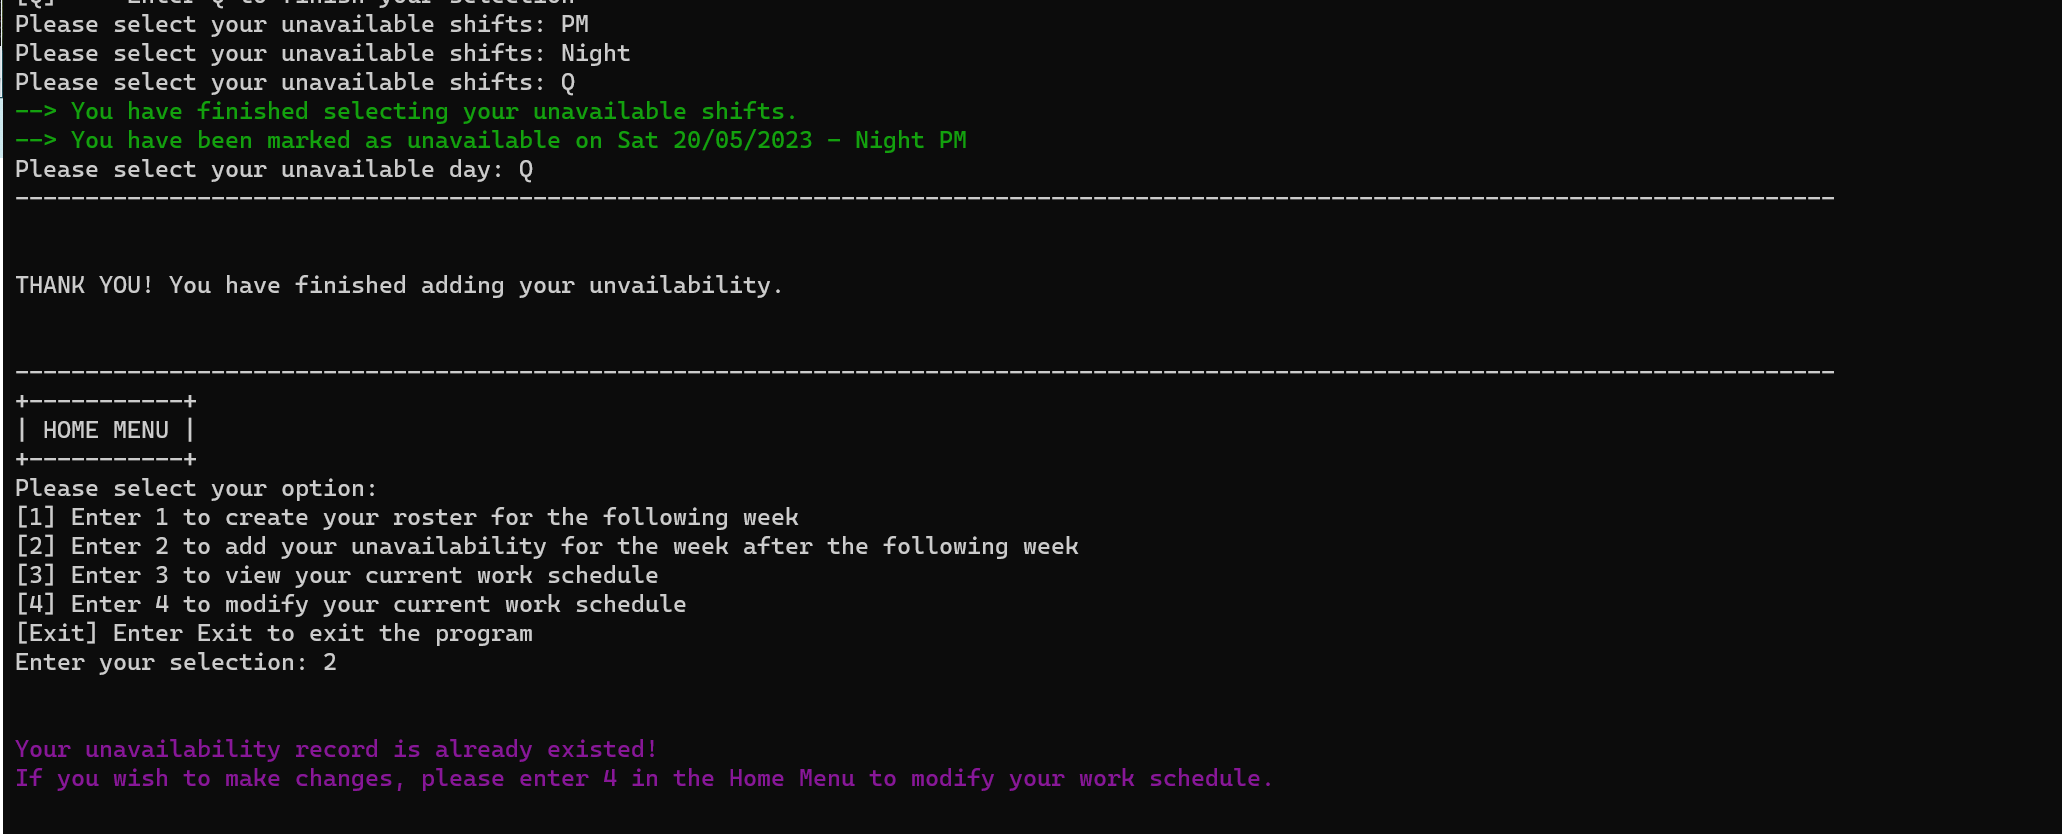 [Q]     Enter Q to finish your selection
Please select your unavailable shifts: PM
Please select your unavailable shifts: Night
Please select your unavailable shifts: Q
--> You have finished selecting your unavailable shifts.
--> You have been marked as unavailable on Sat 20/05/2023 - Night PM
Please select your unavailable day: Q
----------------------------------------------------------------------------------------------------------------------------------
THANK YOU! You have finished adding your unvailability.
----------------------------------------------------------------------------------------------------------------------------------
+-----------+
| HOME MENU |
+-----------+
Please select your option:
[1] Enter 1 to create your roster for the following week
[2] Enter 2 to add your unavailability for the week after the following week
[3] Enter 3 to view your current work schedule
[4] Enter 4 to modify your current work schedule
[Exit] Enter Exit to exit the program
Enter your selection: 2
Your unavailability record is already existed!
If you wish to make changes, please enter 4 in the Home Menu to modify your work schedule.